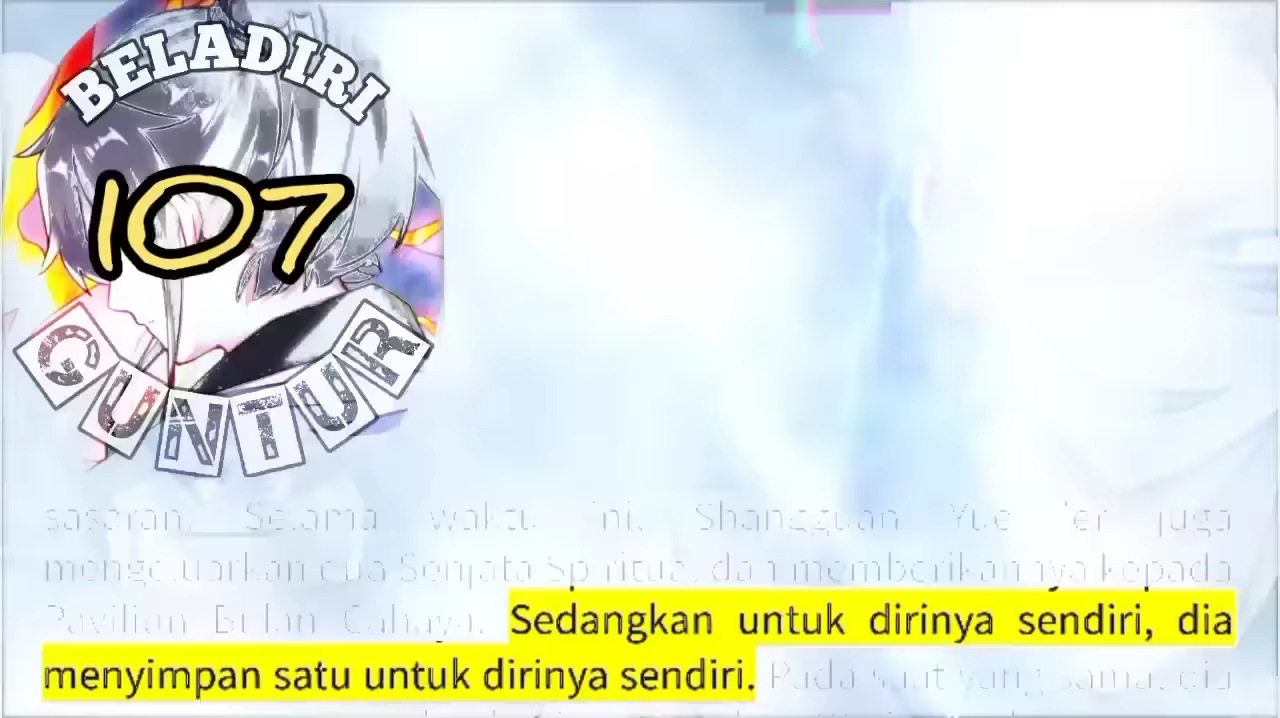 BELADIRI
107
GUNTUR
sasaran. Selama waktu ini, Shangguan Yue 'er juga
mengeluarkan dua Senjata Spiritual dan memberikannya kepada
Paviliun Bulan Cahaya. Sedangkan untuk dirinya sendiri, dia
menyimpan satu untuk dirinya sendiri. Pada saat yang sama, dia